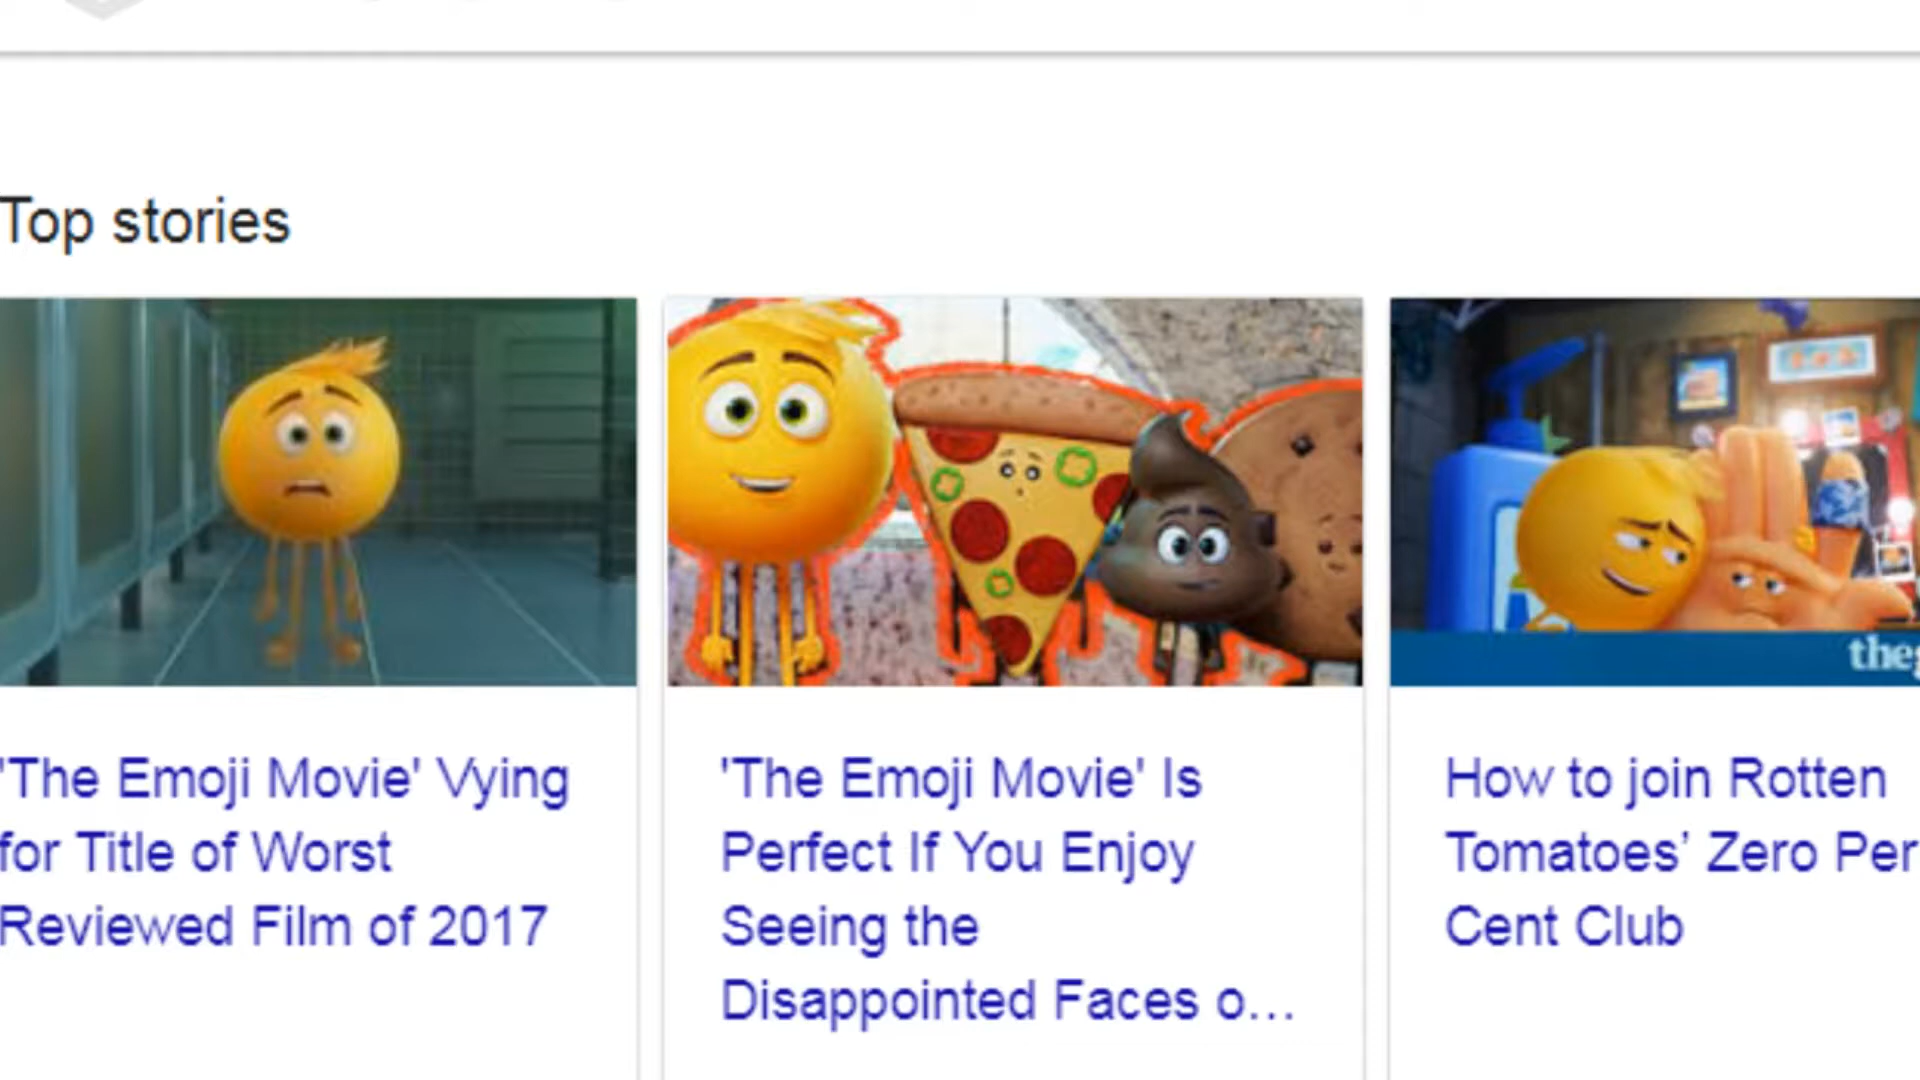 Top stories
'The Emoji Movie' Vying
for Title of Worst
Reviewed Film of 2017
'The Emoji Movie' Is
Perfect If You Enjoy
Seeing the
Disappointed Faces o...
How to join Rotten
Tomatoes’ Zero Per
Cent Club